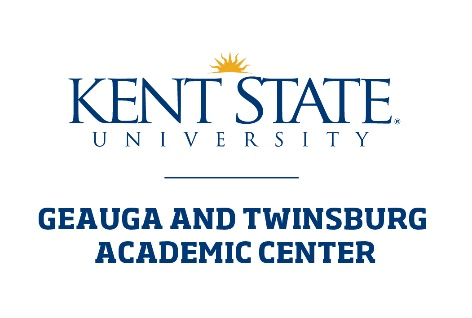 KENT STATE®
UNIVERSITY
GEAUGA AND TWINSBURG
ACADEMIC CENTER